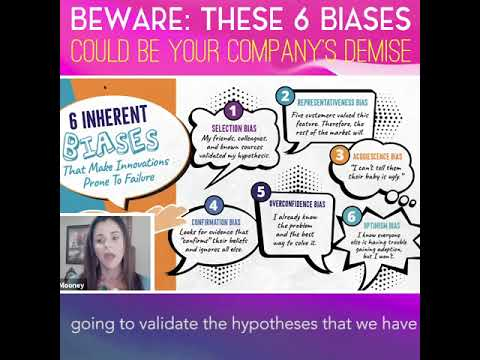 BEWARE: THESE 6 BIASES
COULD BE YOUR COMPANY'S DEMISE
6 INHERENT
BIASES
That Make Innovations
Prone To Failure
1
SELECTION BIAS
My friends, colleagues,
and known sources
validated my hypothesis.
2
REPRESENTATIVENESS BIAS
Five customers valued this
feature. Therefore, the
rest of the market will.
3
ACQUIESCENCE BIAS
"I can't tell them
their baby is ugly."
4
CONFIRMATION BIAS
Looks for evidence that
"confirms" their beliefs
and ignores all else.
5
OVERCONFIDENCE BIAS
I already know
the problem
and the best
way to solve it.
6
OPTIMISM BIAS
I know everyone
else is having trouble
gaining adoption,
but I won't.
Mooney
going to validate the hypotheses that we have